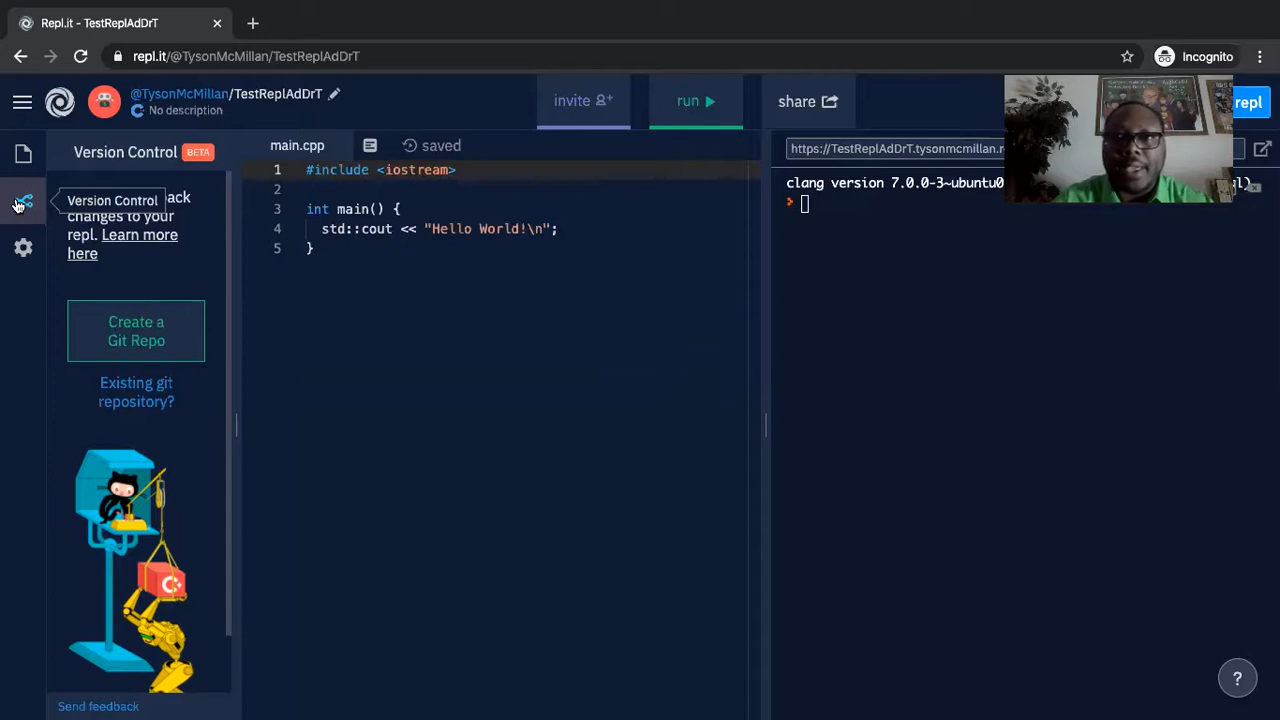 Repl.it - TestReplAdDrT
repl.it/@TysonMcMillan/TestReplAdDrT
Incognito
@TysonMcMillan/TestReplAdDrT
No description
invite
run
share
repl
Version Control BETA
main.cpp
saved
https://TestReplAdDrT.tysonmcmillan.r
Version Control
ack
changes to your
repl. Learn more
here
Create a
Git Repo
Existing git
repository?
Send feedback
1 #include <iostream>
2
3 int main() {
4 std::cout << "Hello World!\n";
5 }
clang version 7.0.0-3~ubuntu0
l)
?